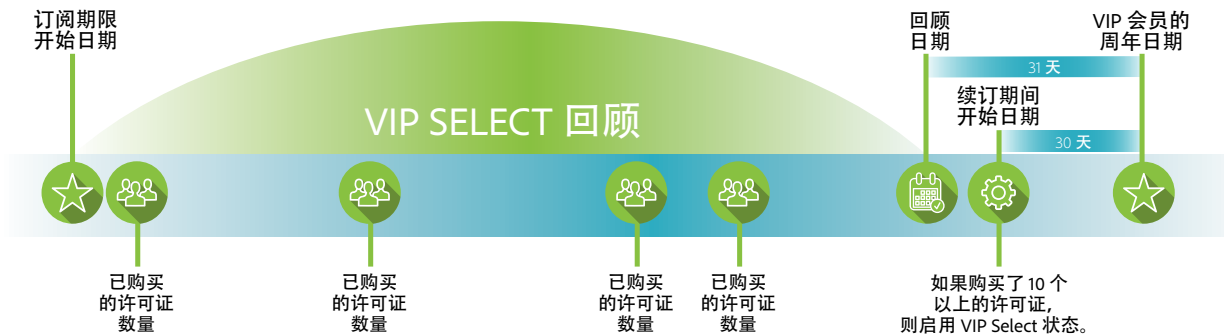 订阅期限
开始日期
回顾
日期
VIP 会员的
周年日期
31 天
续订期间
开始日期
30 天
VIP SELECT 回顾
已购买
的许可证
数量
已购买
的许可证
数量
已购买
的许可证
数量
已购买
的许可证
数量
如果购买了 10 个
以上的许可证，
则启用 VIP Select 状态。